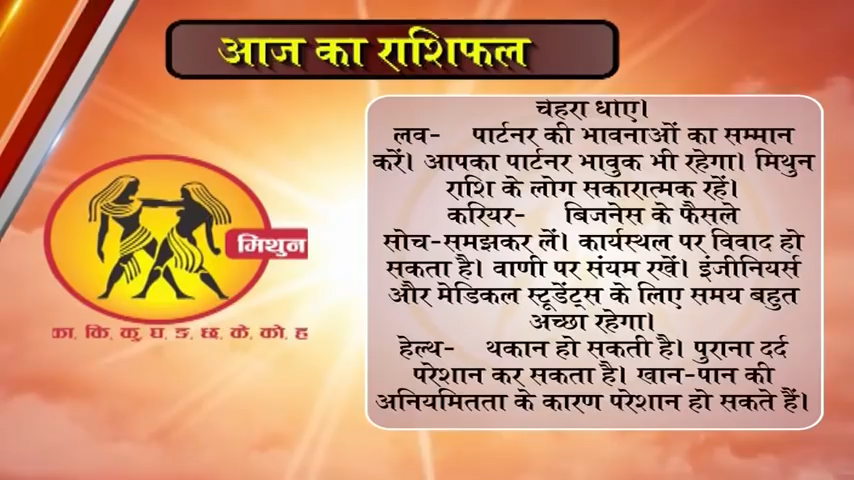 आज का राशिफल
चेहरा धोएं।
लव- पार्टनर की भावनाओं का सम्मान
करें। आपका पार्टनर भावुक भी रहेगा। मिथुन
राशि के लोग सकारात्मक रहें।
करियर- बिजनेस के फैसले
सोच-समझकर लें। कार्यस्थल पर विवाद हो
सकता है। वाणी पर संयम रखें। इंजीनियर्स
और मेडिकल स्टूडेंट्स के लिए समय बहुत
अच्छा रहेगा।
हेल्थ- थकान हो सकती है। पुराना दर्द
परेशान कर सकता है। खान-पान की
अनियमितता के कारण परेशान हो सकते हैं।
मिथुन
का, कि, कु, घ, ङ, छ, के, को, ह